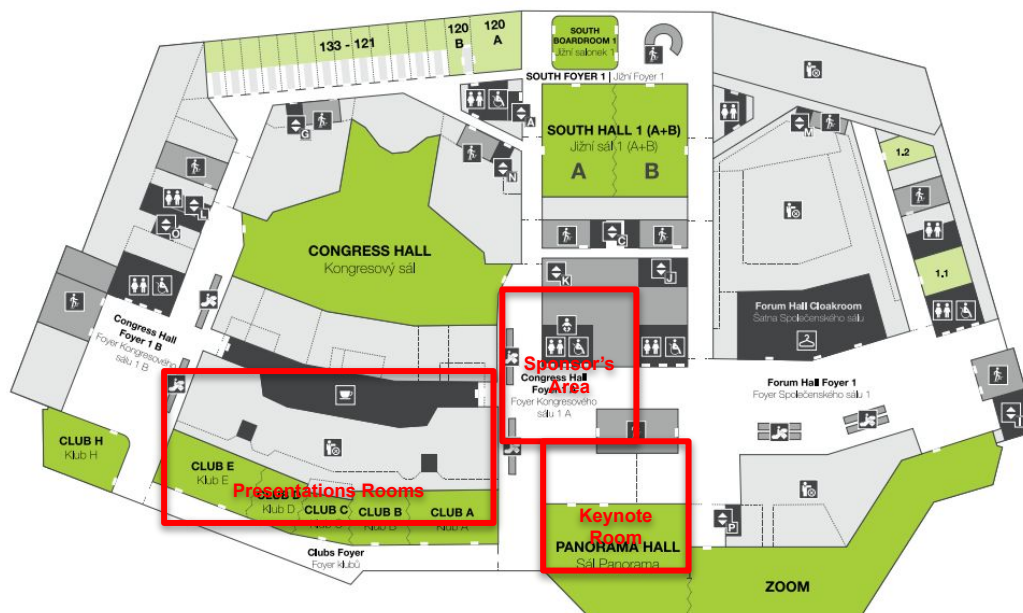 133 - 121
120
B
120
A
SOUTH
BOARDROOM 1
Jižní salonek 1
SOUTH FOYER 1 | Jižní Foyer 1
SOUTH HALL 1 (A+B)
Jižní sál 1 (A+B)
A
B
A
G
N
M
L
O
C
K
J
1.2
1.1
CONGRESS HALL
Kongresový sál
Forum Hall Cloakroom
Šatna Společenského sálu
Congress Hall
Foyer 1 B
Foyer Kongresového
sálu 1 B
Sponsor's
Area
Congress Hall
Foyer Kongresového
sálu 1 A
Forum Hall Foyer 1
Foyer Společenského sálu 1
I
CLUB H
Klub H
CLUB E
Klub E
Presentations Rooms
Klub D
CLUB C
CLUB B
CLUB A
Klub A
Keynote
Room
P
PANORAMA HALL
Sál Panorama
Clubs Foyer
Foyer klubů
ZOOM